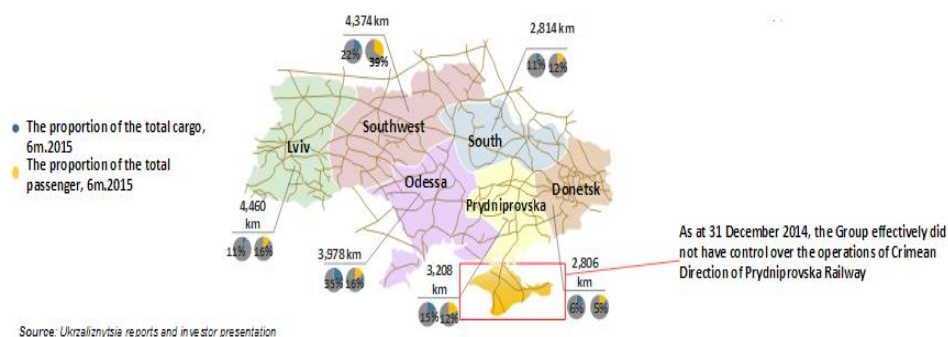 4,374 km
22% 39%
2,814 km
11% 12%
The proportion of the total cargo,
6m.2015
The proportion of the total
passenger, 6m.2015
Lviv
Southwest
South
Odessa
Prydniprovska
Donetsk
4,460
km
11% 16%
3,978 km
35% 16%
3,208
km
15% 12%
2,806
km
6% 5%
As at 31 December 2014, the Group effectively did
not have control over the operations of Crimean
Direction of Prydniprovska Railway
Source: Ukrzaliznytsia reports and investor presentation